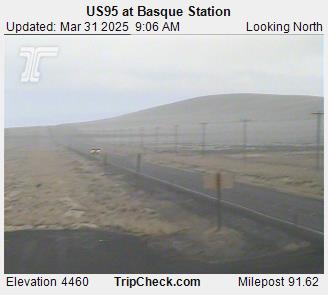 US95 at Basque Station
Updated: Mar 31 2025 9:06 AM Looking North
Elevation 4460 TripCheck.com Milepost 91.62